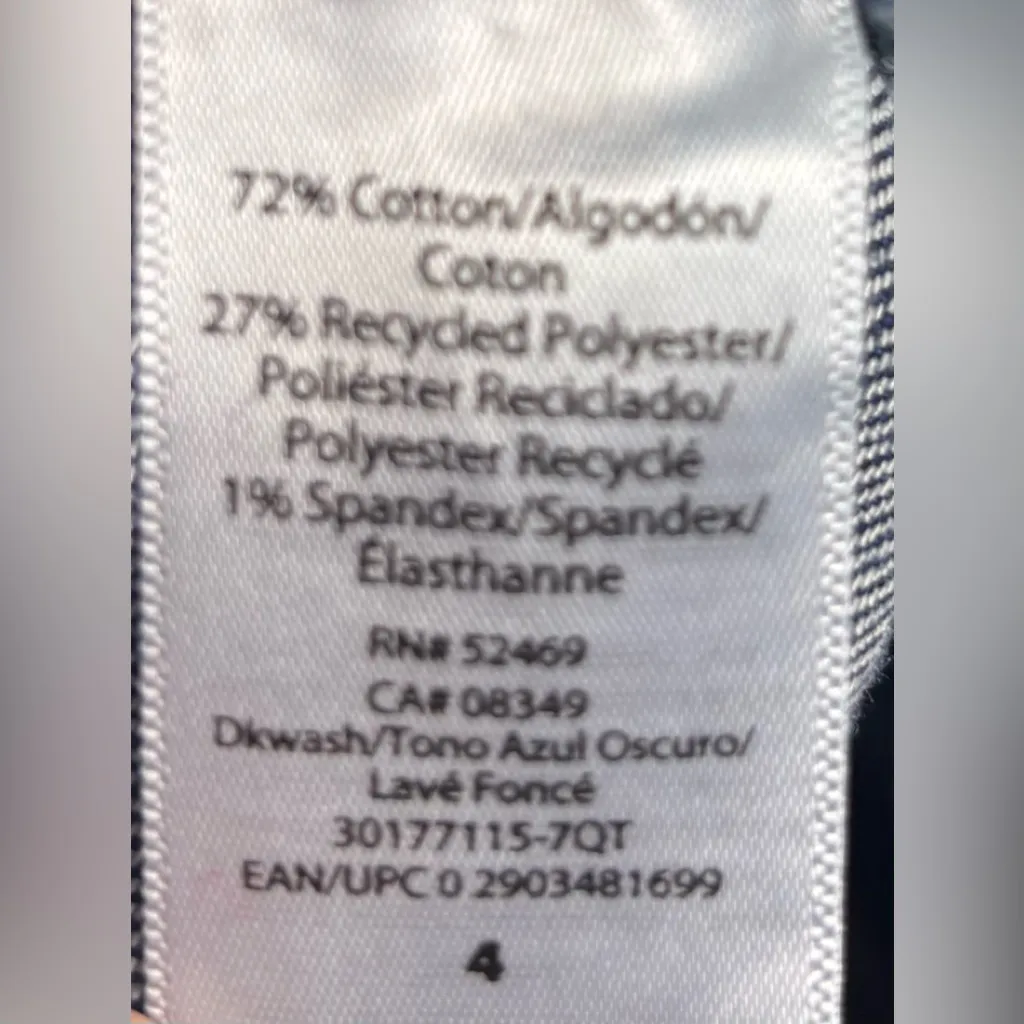 72% Cotton/Algodón/
Coton
27% Recycled Polyester/
Poliéster Reciclado/
Polyester Recyclé
1% Spandex/Spandex/
Élasthanne
RN# 52469
CA# 08349
Dkwash/Tono Azul Oscuro/
Lavé Foncé
30177115-7QT
EAN/UPC 0 2903481699
4